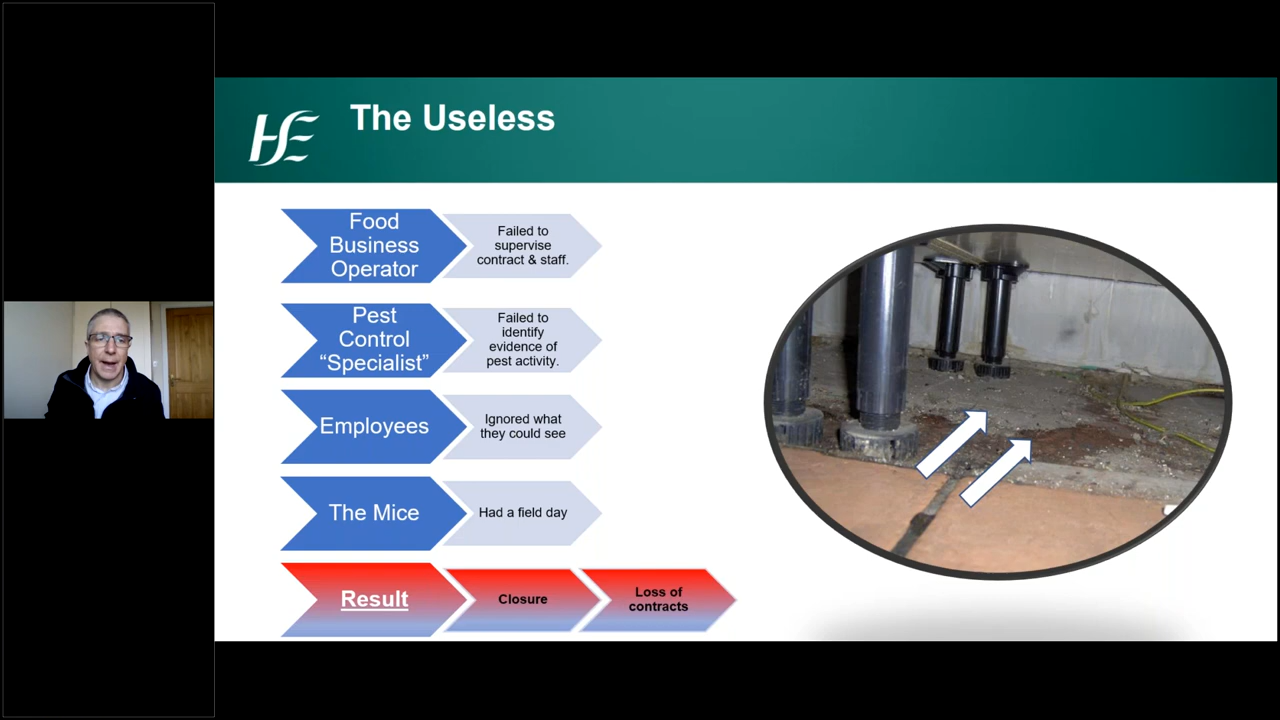 HSE
The Useless
Food
Business
Operator
Failed to
supervise
contract & staff.
Pest
Control
“Specialist”
Failed to
identify
evidence of
pest activity.
Employees
Ignored what
they could see
The Mice
Had a field day
Result
Closure
Loss of
contracts